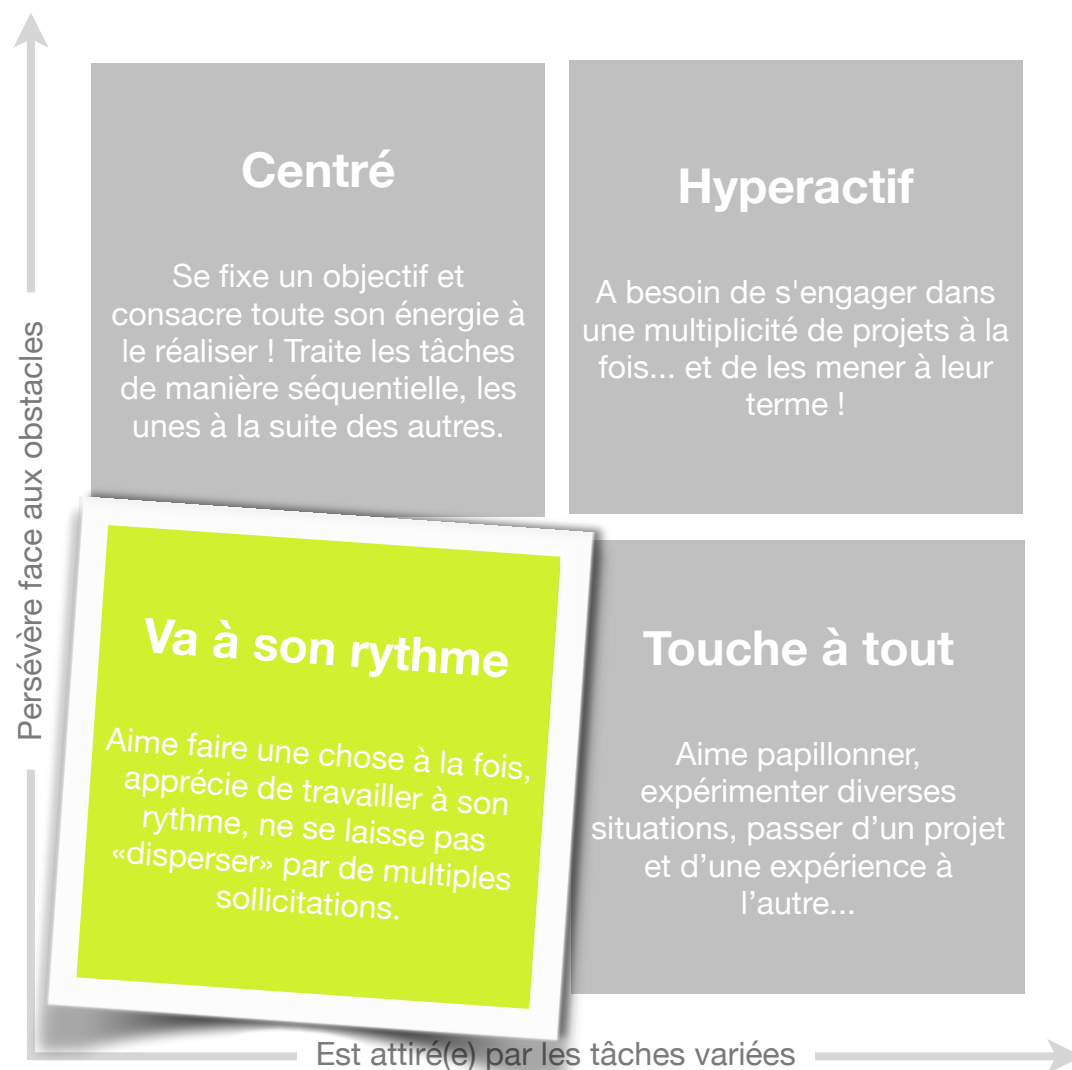 Centré
Se fixe un objectif et
consacre toute son énergie à
le réaliser ! Traite les tâches
de manière séquentielle, les
unes à la suite des autres.
Hyperactif
A besoin de s'engager dans
une multiplicité de projets à la
fois... et de les mener à leur
terme !
Persévère face aux obstacles
Va à son rythme
Aime faire une chose à la fois,
apprécie de travailler à son
rythme, ne se laisse pas
«disperser» par de multiples
sollicitations.
Touche à tout
Aime papillonner,
expérimenter diverses
situations, passer d’un projet
et d’une expérience à
l’autre...
Est attiré(e) par les tâches variées